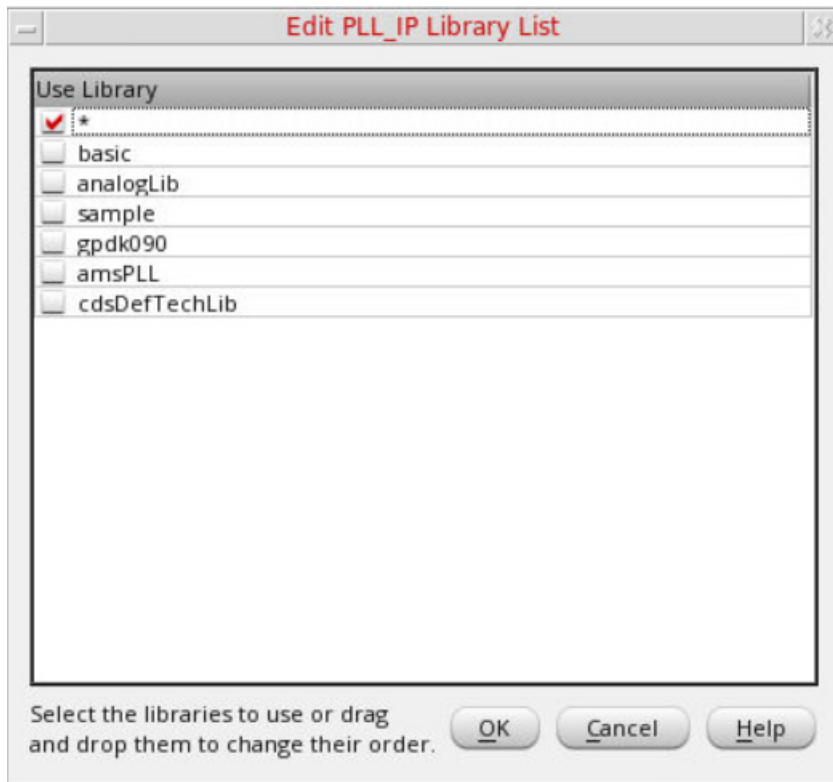 Edit PLL_IP Library List
Use Library
*
basic
analogLib
sample
gpdk090
amsPLL
cdsDefTechLib
Select the libraries to use or drag
and drop them to change their order.
OK Cancel Help